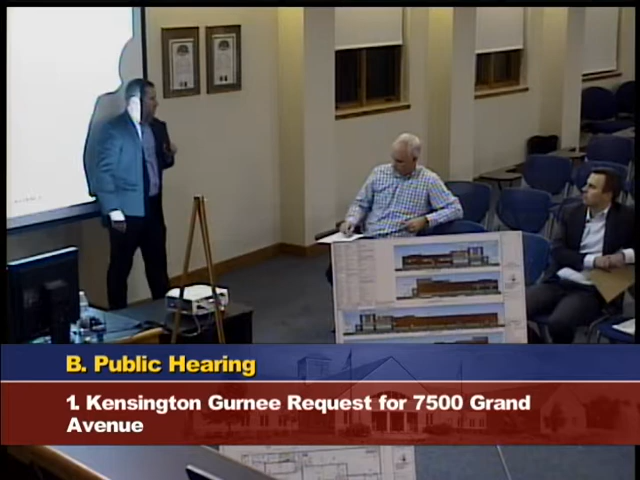 B. Public Hearing
1. Kensington Gurnee Request for 7500 Grand
Avenue